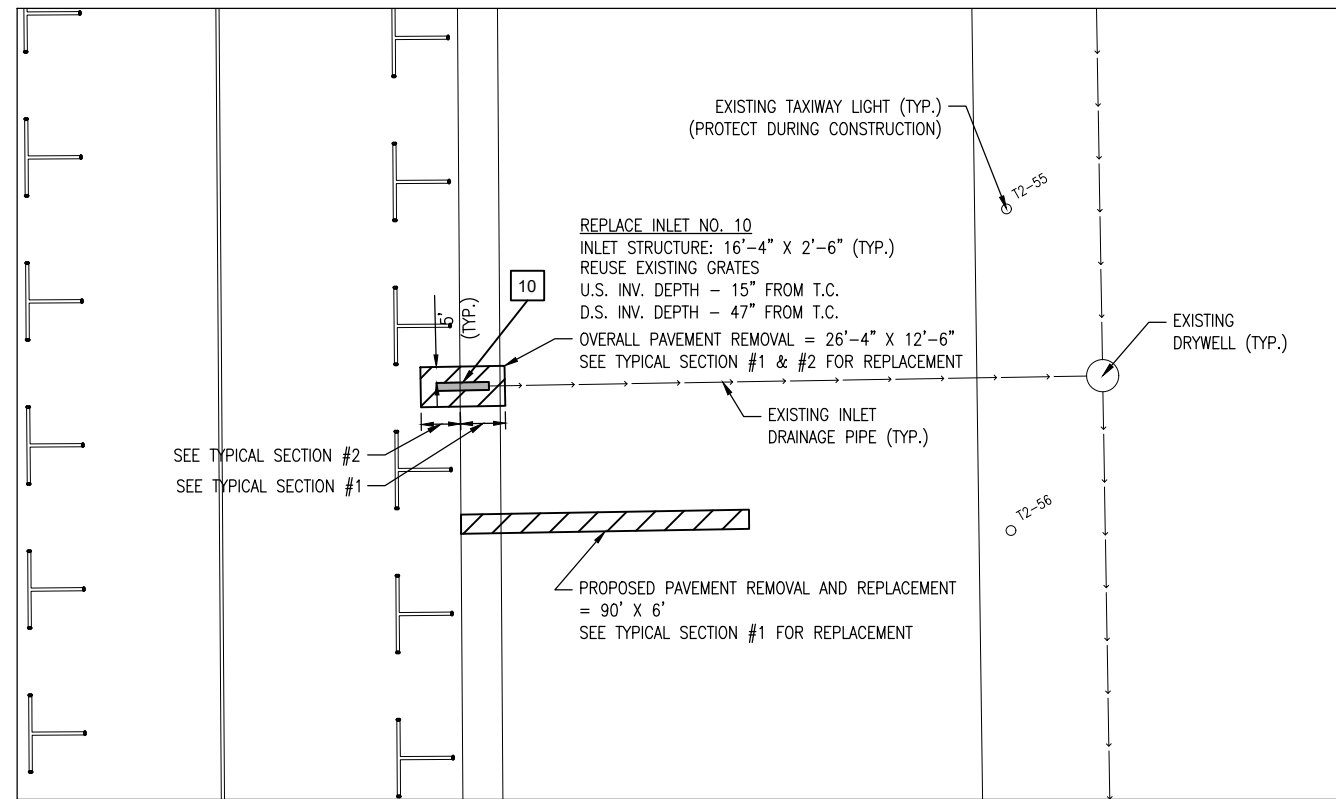 EXISTING TAXIWAY LIGHT (TYP.)
(PROTECT DURING CONSTRUCTION)
T2-55
REPLACE INLET NO. 10
INLET STRUCTURE: 16'-4" X 2'-6" (TYP.)
REUSE EXISTING GRATES
U.S. INV. DEPTH - 15" FROM T.C.
D.S. INV. DEPTH - 47" FROM T.C.
10
5'
(TYP.)
OVERALL PAVEMENT REMOVAL = 26'-4" X 12'-6"
SEE TYPICAL SECTION #1 & #2 FOR REPLACEMENT
EXISTING
DRYWELL (TYP.)
EXISTING INLET
DRAINAGE PIPE (TYP.)
SEE TYPICAL SECTION #2
SEE TYPICAL SECTION #1
T2-56
PROPOSED PAVEMENT REMOVAL AND REPLACEMENT
= 90' X 6'
SEE TYPICAL SECTION #1 FOR REPLACEMENT